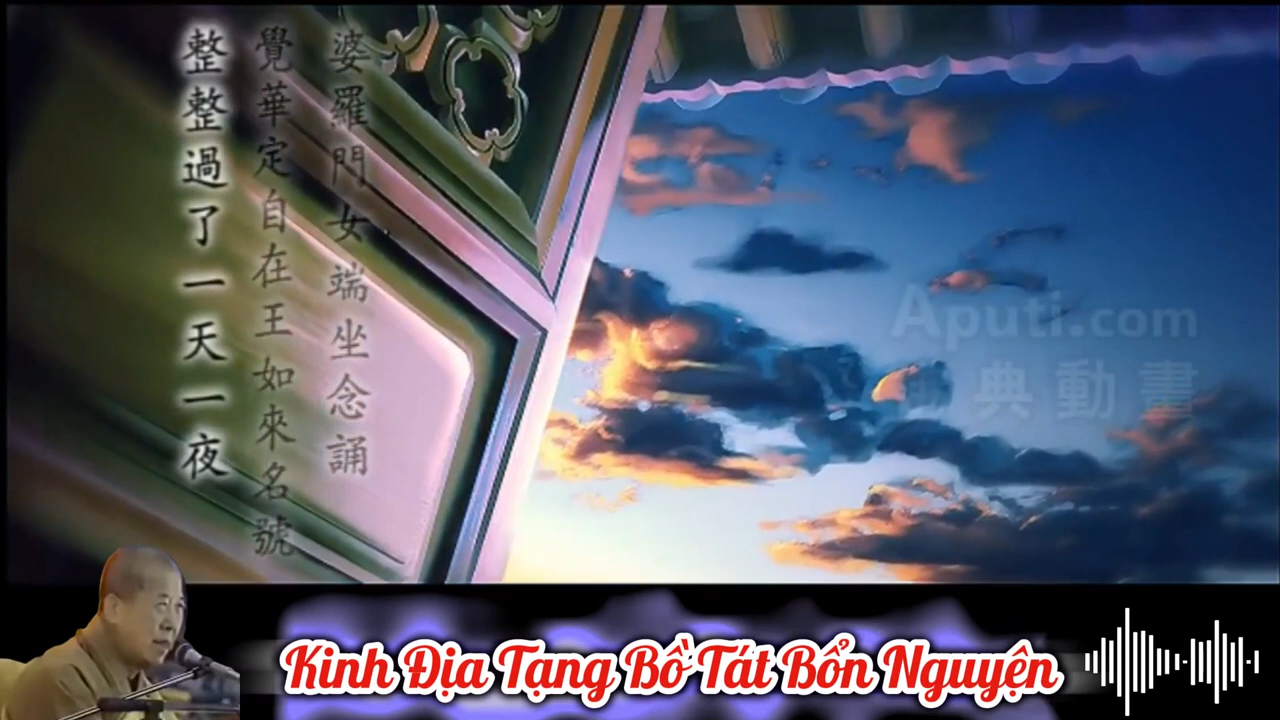 婆羅門女端坐念誦
覺華定自在王如來名號
整整過了一天一夜
Aputi.com
典動畫
Kinh Địa Tạng Bồ Tát Bổn Nguyện